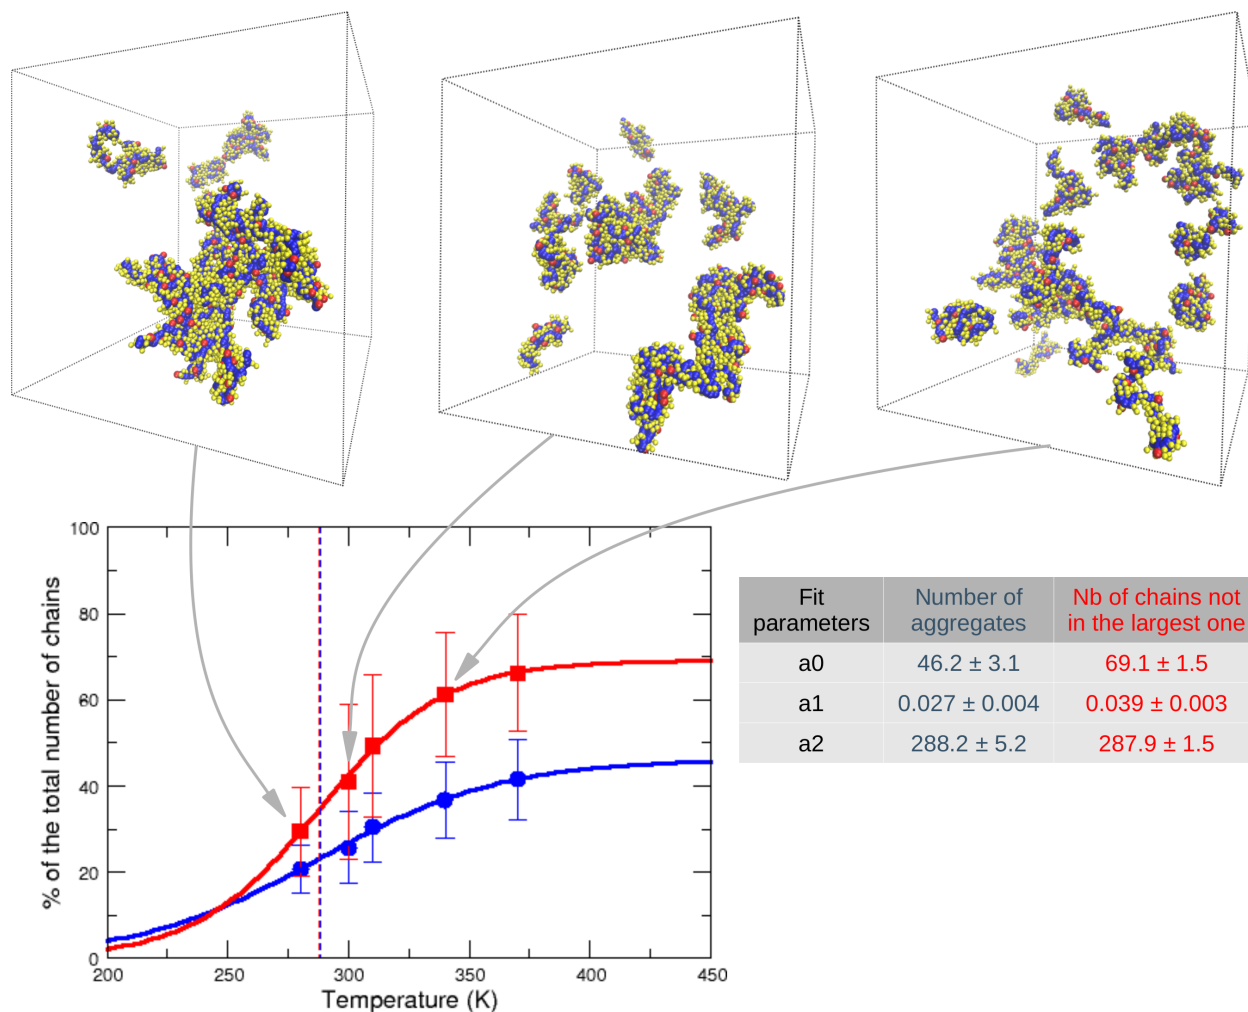 100
80
60
40
20
0
% of the total number of chains
200
250
300
350
400
450
Temperature (K)
Fit parameters
Number of aggregates
Nb of chains not in the largest one
a0
46.2 ± 3.1
69.1 ± 1.5
a1
0.027 ± 0.004
0.039 ± 0.003
a2
288.2 ± 5.2
287.9 ± 1.5